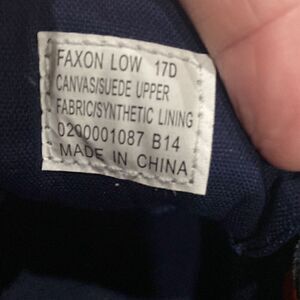 FAXON LOW 17D
CANVAS/SUEDE UPPER
FABRIC/SYNTHETIC LINING
0200001087 B14
MADE IN CHINA